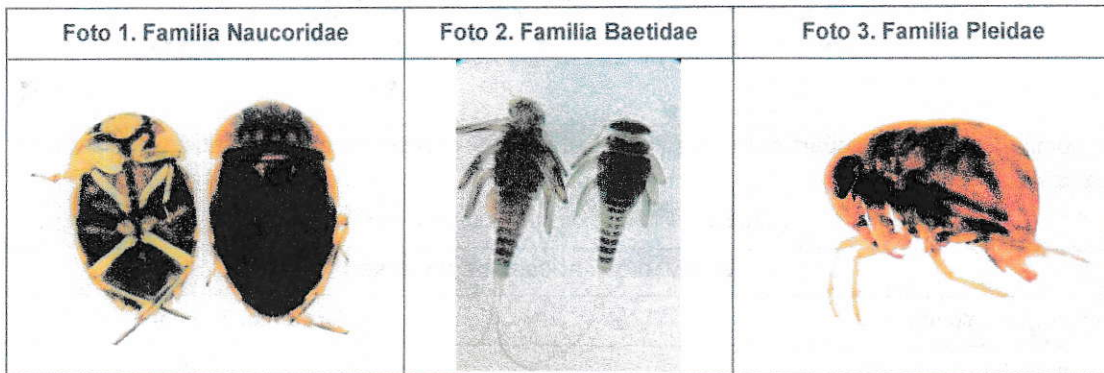 Foto 1. Familia Naucoridae
Foto 2. Familia Baetidae
Foto 3. Familia Pleidae